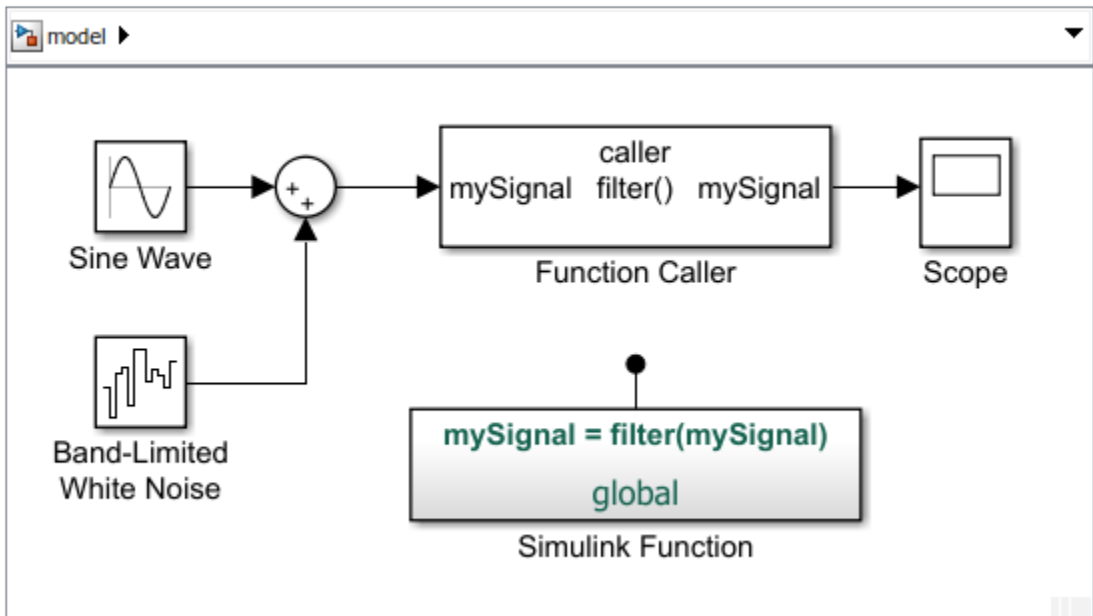 model
caller
mySignal filter() mySignal
+
+
Sine Wave
Function Caller
Scope
Band-Limited
White Noise
mySignal = filter(mySignal)
global
Simulink Function